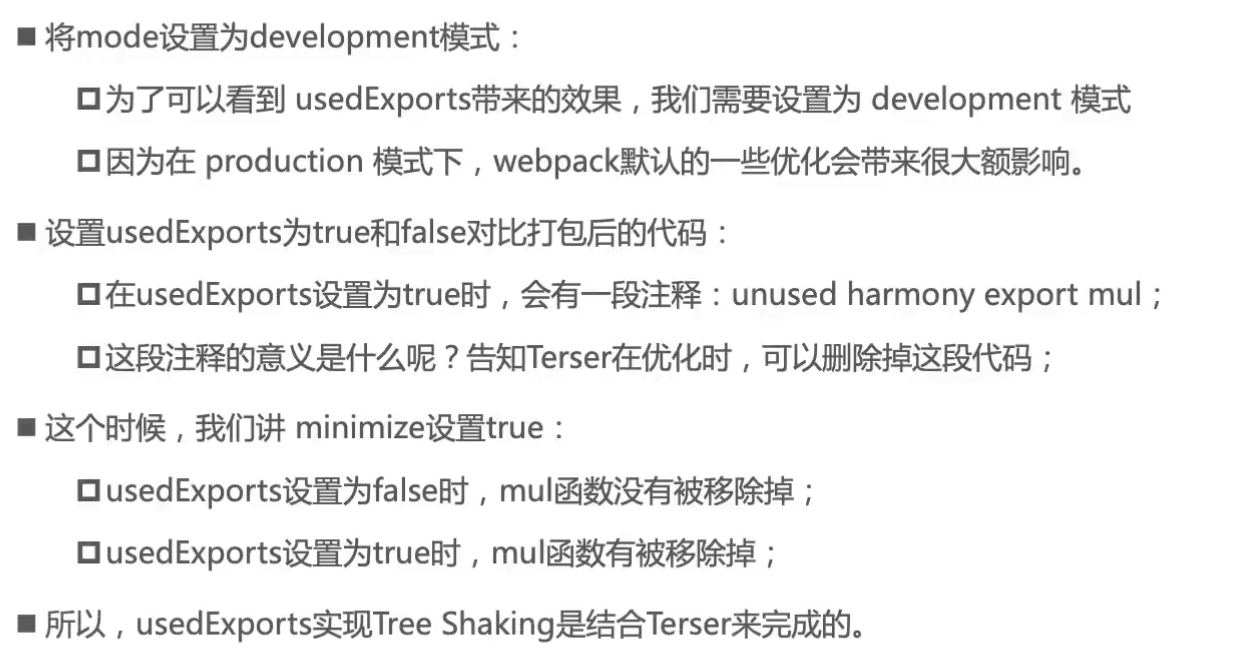 ■ 将mode设置为development模式：
□ 为了可以看到 usedExports带来的效果，我们需要设置为 development 模式
□ 因为在 production 模式下，webpack默认的一些优化会带来很大额影响。
■ 设置usedExports为true和false对比打包后的代码：
□ 在usedExports设置为true时，会有一段注释：unused harmony export mul；
□ 这段注释的意义是什么呢？告知Terser在优化时，可以删除掉这段代码；
■ 这个时候，我们讲 minimize设置true：
□ usedExports设置为false时，mul函数没有被移除掉；
□ usedExports设置为true时，mul函数有被移除掉；
■ 所以，usedExports实现Tree Shaking是结合Terser来完成的。